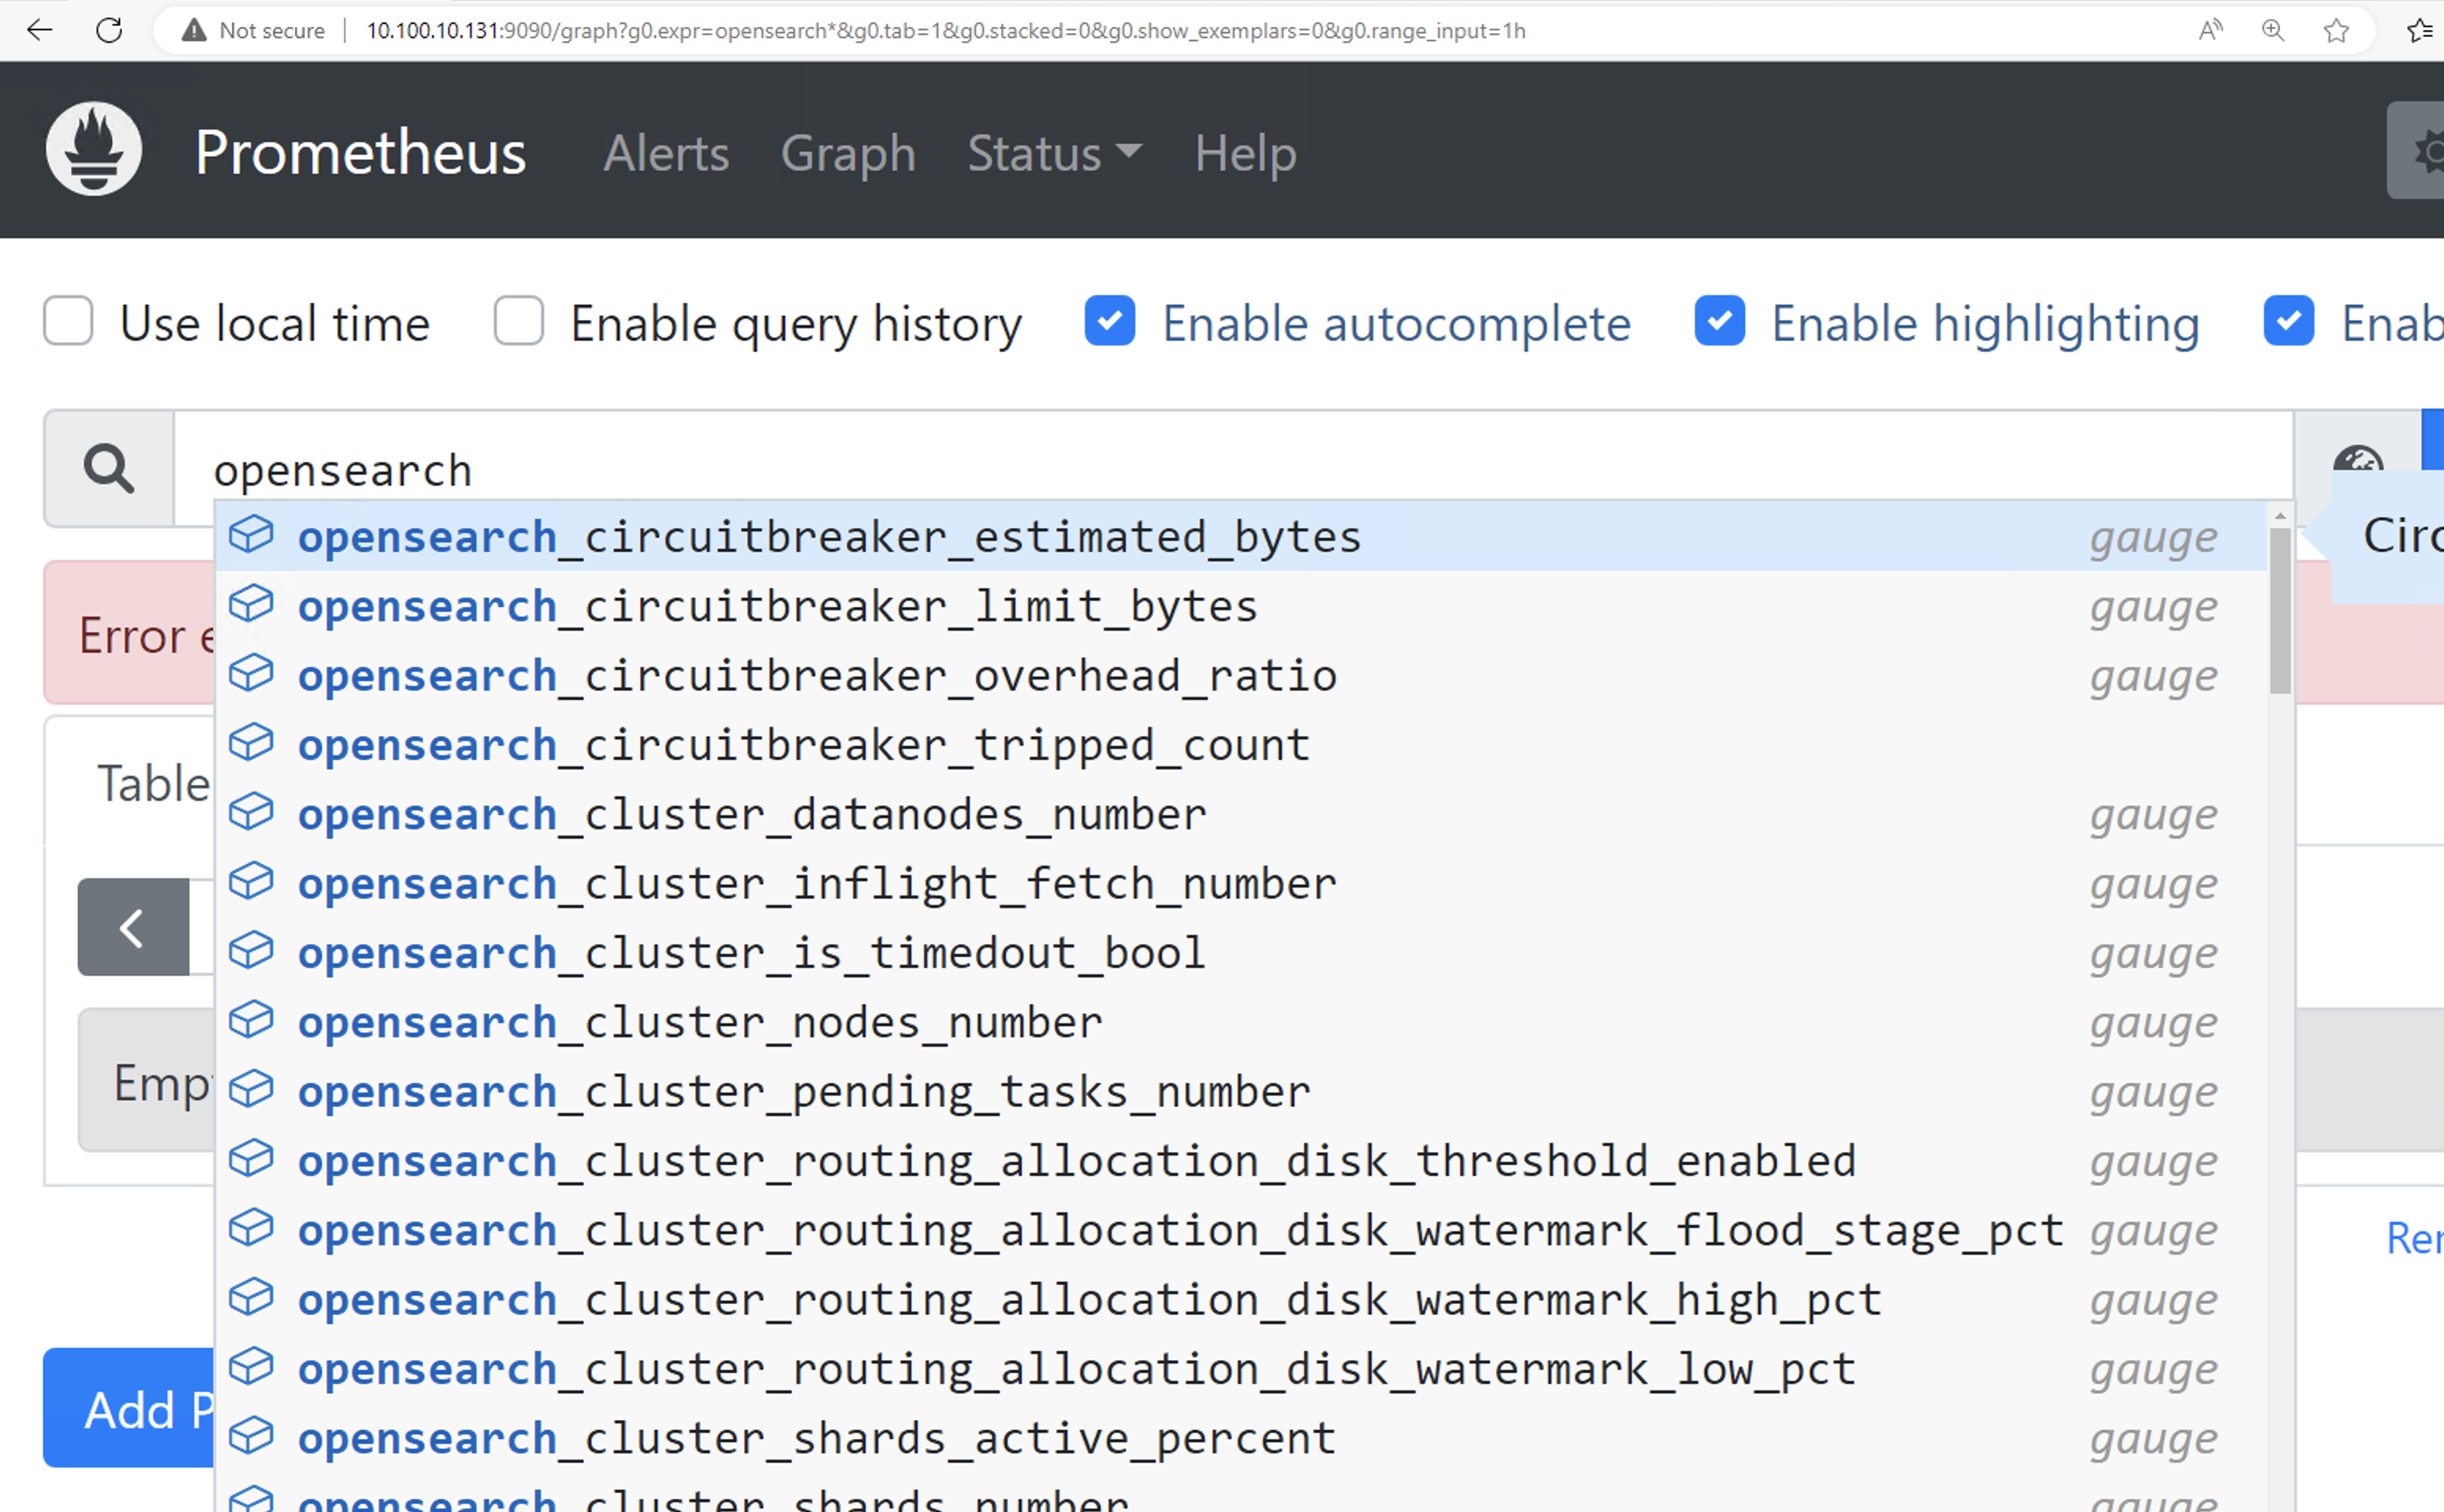 Not secure 10.100.10.131:9090/graph?g0.expr=opensearch*&g0.tab=1&g0.stacked=0&g0.show_exemplars=0&g0.range_input=1h
Prometheus Alerts Graph Status Help
Use local time Enable query history Enable autocomplete Enable highlighting Enab
opensearch
opensearch_circuitbreaker_estimated_bytes gauge Circ
opensearch_circuitbreaker_limit_bytes gauge
Error e
opensearch_circuitbreaker_overhead_ratio gauge
opensearch_circuitbreaker_tripped_count
Table
opensearch_cluster_datanodes_number gauge
opensearch_cluster_inflight_fetch_number gauge
opensearch_cluster_is_timedout_bool gauge
opensearch_cluster_nodes_number gauge
Emp
opensearch_cluster_pending_tasks_number gauge
opensearch_cluster_routing_allocation_disk_threshold_enabled gauge
opensearch_cluster_routing_allocation_disk_watermark_flood_stage_pct gauge
Rer
opensearch_cluster_routing_allocation_disk_watermark_high_pct gauge
opensearch_cluster_routing_allocation_disk_watermark_low_pct gauge
Add P
opensearch_cluster_shards_active_percent gauge
opensearch_cluster_shards_number gauge